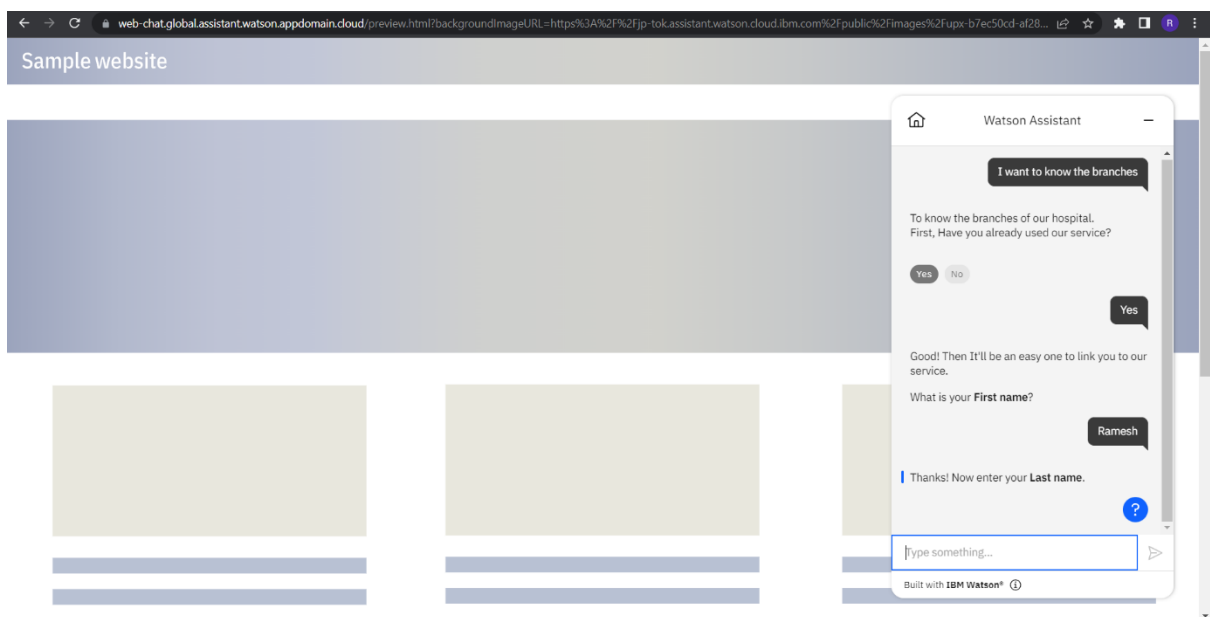 web-chat.global.assistant.watson.appdomain.cloud/preview.html?backgroundImageURL=https%3A%2F%2Fjp-tok.assistant.watson.cloud.ibm.com%2Fpublic%2Fimages%2Fupx-b7ec50cd-af28...
R
Sample website
Watson Assistant
I want to know the branches
To know the branches of our hospital.
First, Have you already used our service?
Yes No
Yes
Good! Then It'll be an easy one to link you to our
service.
What is your First name?
Ramesh
Thanks! Now enter your Last name.
?
Type something...
Built with IBM Watson®